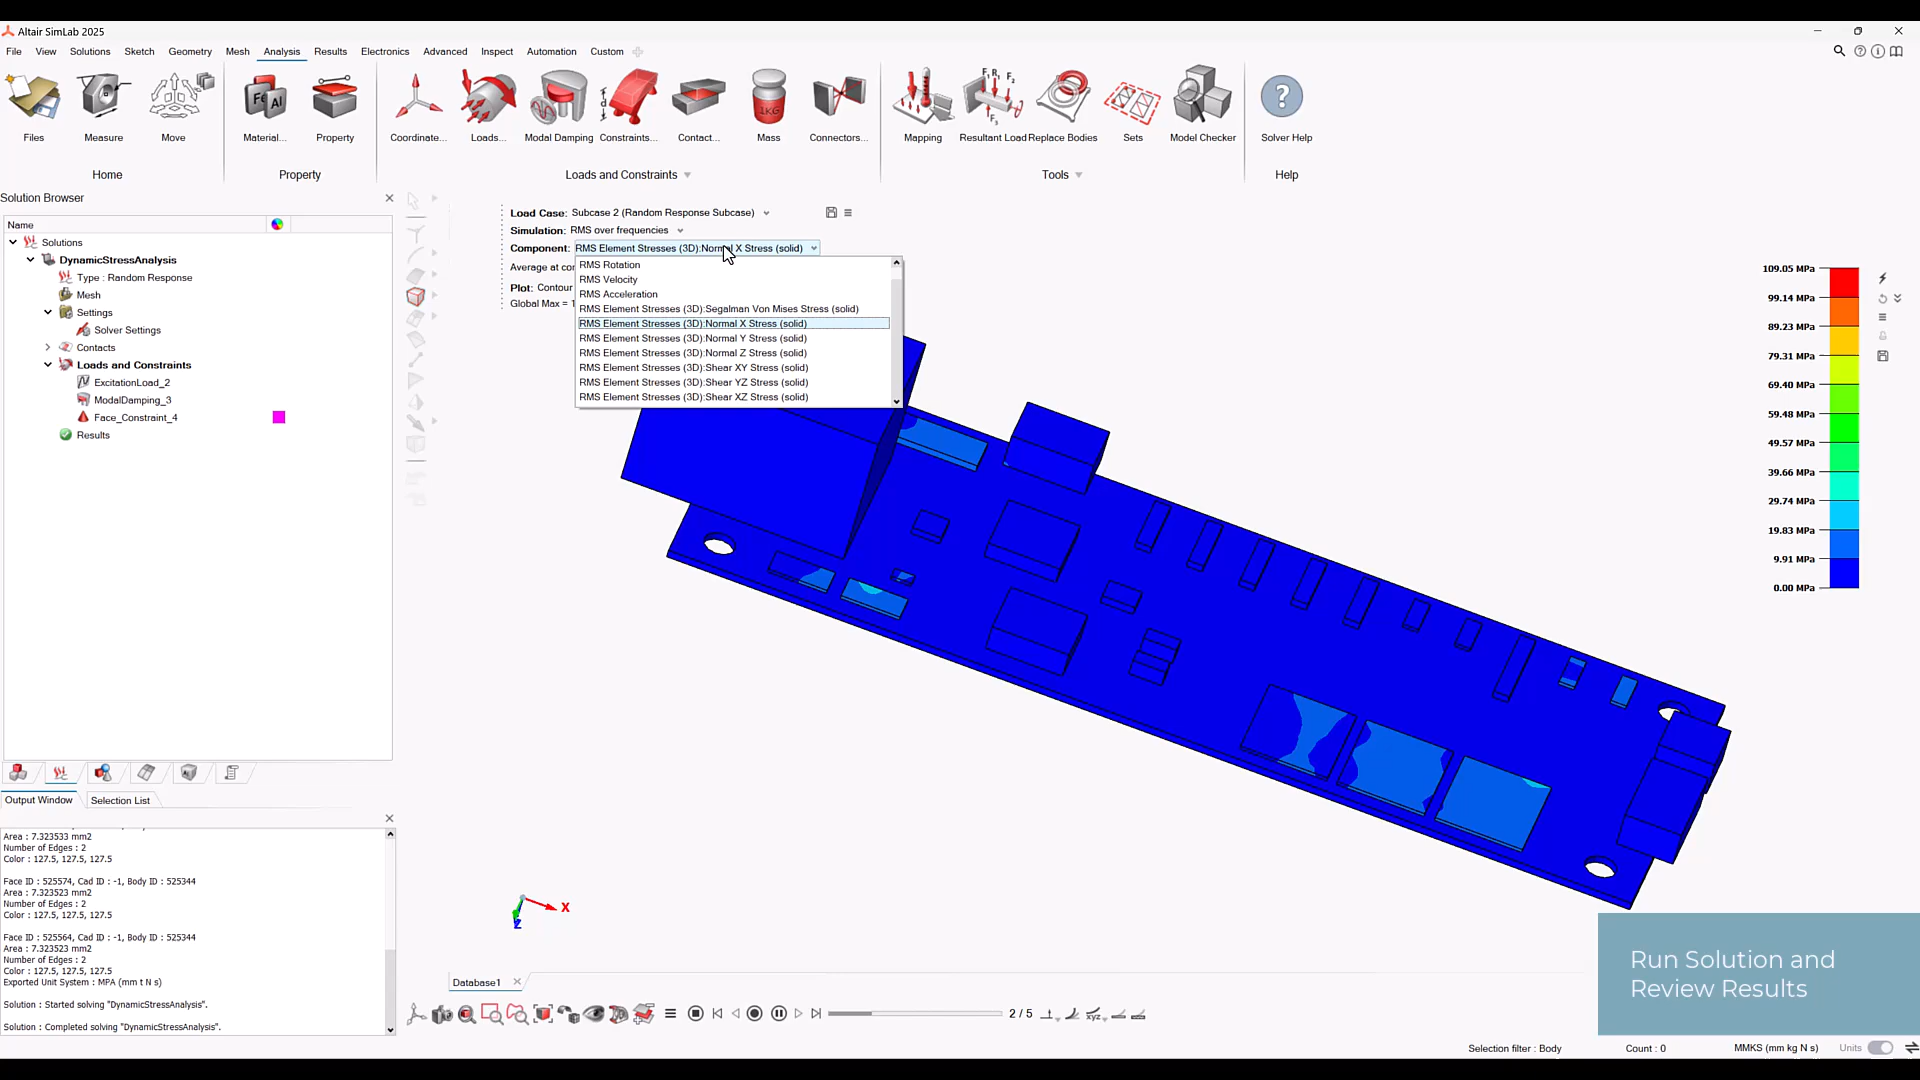 Altair SimLab 2025
File View Solutions Sketch Geometry Mesh Analysis Results Electronics Advanced Inspect Automation Custom
Files Measure Move Material... Property Coordinate... Loads... Modal Damping Constraints... Contact... Mass Connectors... Mapping Resultant Load Replace Bodies Sets Model Checker Solver Help
Home Property Loads and Constraints Tools Help
Solution Browser
Name
Solutions
DynamicStressAnalysis
Type : Random Response
Mesh
Settings
Solver Settings
Contacts
Loads and Constraints
ExcitationLoad_2
ModalDamping_3
Face_Constraint_4
Results
Load Case: Subcase 2 (Random Response Subcase)
Simulation: RMS over frequencies
Component: RMS Element Stresses (3D):Normal X Stress (solid)
Average at cor
Plot: Contour
Global Max = 1
RMS Rotation
RMS Velocity
RMS Acceleration
RMS Element Stresses (3D):Segalman Von Mises Stress (solid)
RMS Element Stresses (3D):Normal X Stress (solid)
RMS Element Stresses (3D):Normal Y Stress (solid)
RMS Element Stresses (3D):Normal Z Stress (solid)
RMS Element Stresses (3D):Shear XY Stress (solid)
RMS Element Stresses (3D):Shear YZ Stress (solid)
RMS Element Stresses (3D):Shear XZ Stress (solid)
109.05 MPa
99.14 MPa
89.23 MPa
79.31 MPa
69.40 MPa
59.48 MPa
49.57 MPa
39.66 MPa
29.74 MPa
19.83 MPa
9.91 MPa
0.00 MPa
Output Window Selection List
Area : 7.323533 mm2
Number of Edges : 2
Color : 127.5, 127.5, 127.5
Face ID : 525574, Cad ID : -1, Body ID : 525344
Area : 7.323523 mm2
Number of Edges : 2
Color : 127.5, 127.5, 127.5
Face ID : 525564, Cad ID : -1, Body ID : 525344
Area : 7.323523 mm2
Number of Edges : 2
Color : 127.5, 127.5, 127.5
Exported Unit System : MPA (mm t N s)
Solution : Started solving "DynamicStressAnalysis".
Solution : Completed solving "DynamicStressAnalysis".
X
Z
Database1
2 / 5
Run Solution and
Review Results
Selection filter : Body Count : 0 MMKS (mm kg N s) Units